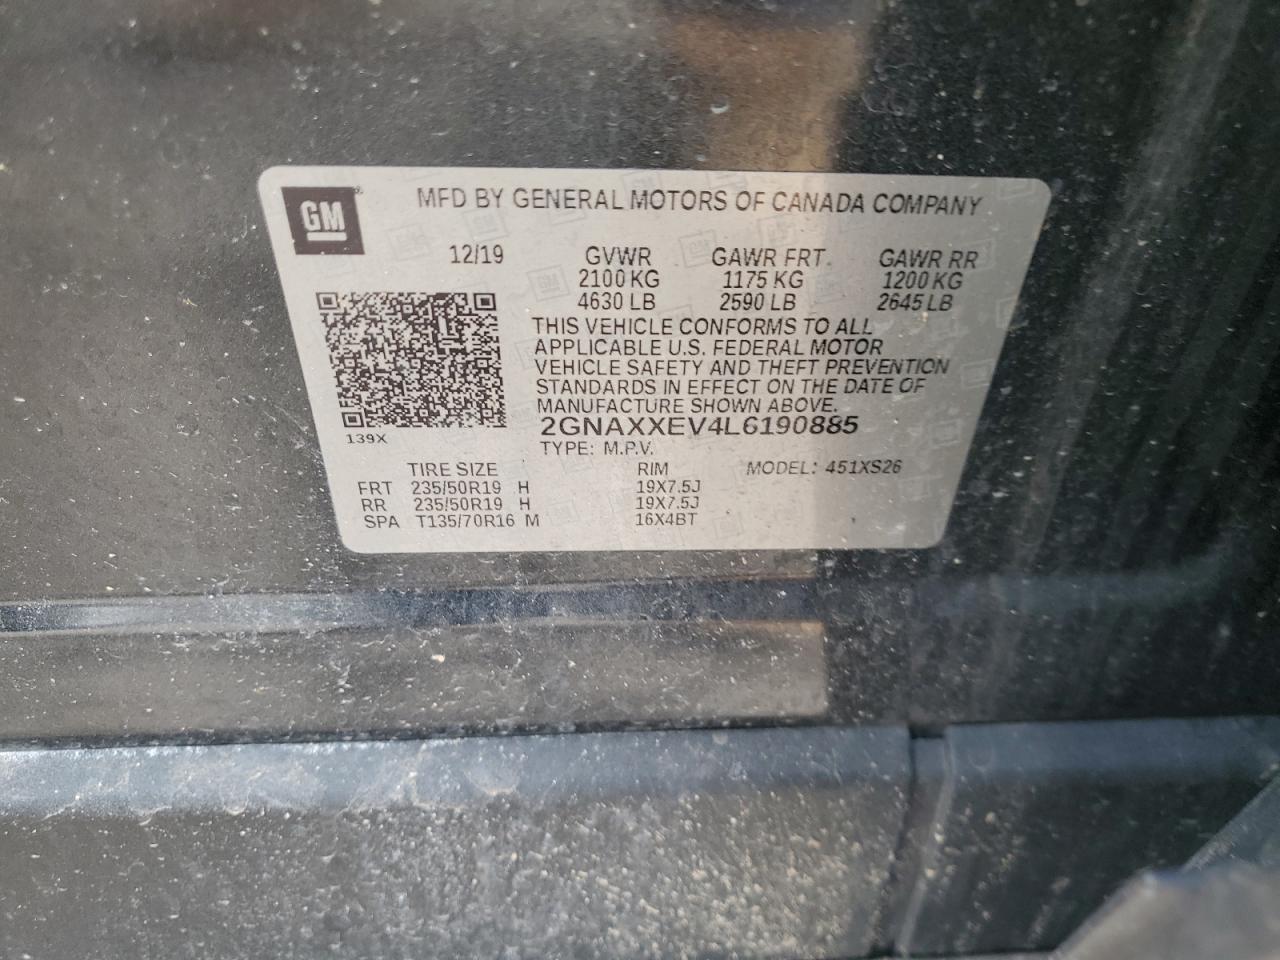 GM
MFD BY GENERAL MOTORS OF CANADA COMPANY
12/19 GVWR GAWR FRT. GAWR RR
2100 KG 1175 KG 1200 KG
4630 LB 2590 LB 2645 LB
THIS VEHICLE CONFORMS TO ALL
APPLICABLE U.S. FEDERAL MOTOR
VEHICLE SAFETY AND THEFT PREVENTION
STANDARDS IN EFFECT ON THE DATE OF
MANUFACTURE SHOWN ABOVE.
2GNAXXEV4L6190885
139X
TYPE: M.P.V.
TIRE SIZE RIM MODEL: 451XS26
FRT 235/50R19 H 19X7.5J
RR 235/50R19 H 19X7.5J
SPA T135/70R16 M 16X4BT